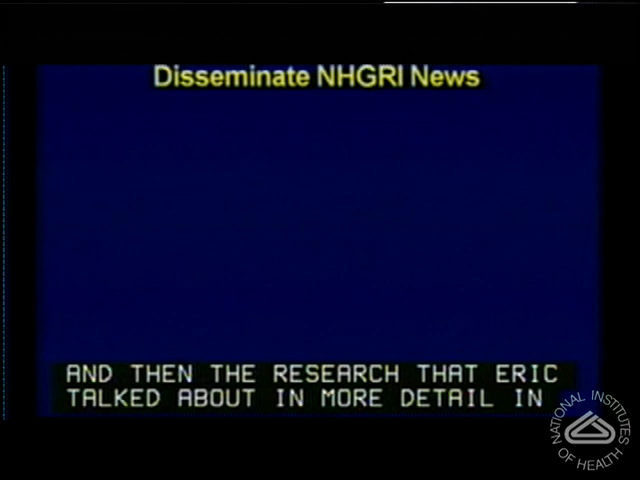 Disseminate NHGRI News
AND THEN THE RESEARCH THAT ERIC
TALKED ABOUT IN MORE DETAIL IN
NATIONAL INSTITUTES
OF HEALTH